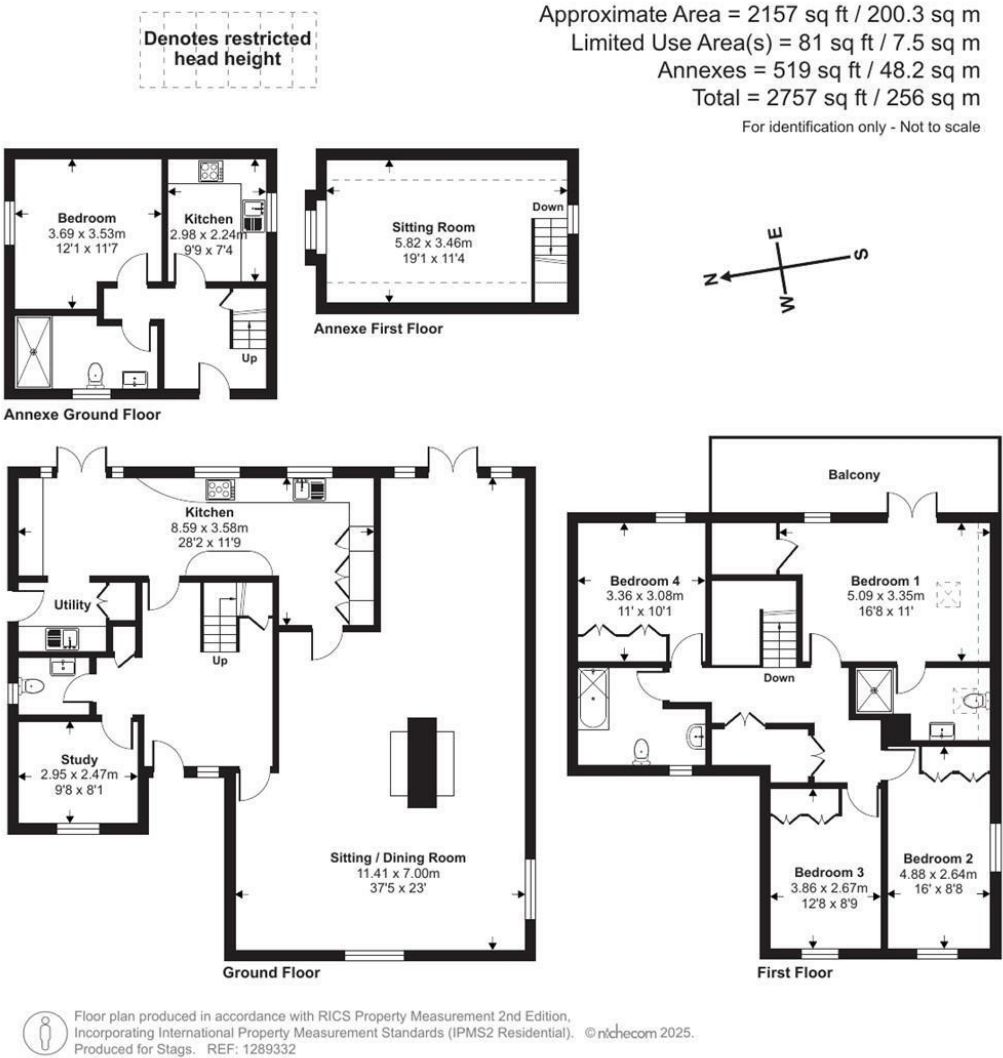 Denotes restricted
head height
Approximate Area = 2157 sq ft / 200.3 sq m
Limited Use Area(s) = 81 sq ft / 7.5 sq m
Annexes = 519 sq ft / 48.2 sq m
Total = 2757 sq ft / 256 sq m
For identification only - Not to scale
Bedroom
3.69 x 3.53m
12'1 x 11'7
Kitchen
2.98 x 2.24m
9'9 x 7'4
Up
Annexe Ground Floor
Sitting Room
5.82 x 3.46m
19'1 x 11'4
Down
Annexe First Floor
N
E
S
W
Kitchen
8.59 x 3.58m
28'2 x 11'9
Utility
Up
Study
2.95 x 2.47m
9'8 x 8'1
Sitting / Dining Room
11.41 x 7.00m
37'5 x 23'
Ground Floor
Balcony
Bedroom 4
3.36 x 3.08m
11' x 10'1
Bedroom 1
5.09 x 3.35m
16'8 x 11'
Down
Bedroom 3
3.86 x 2.67m
12'8 x 8'9
Bedroom 2
4.88 x 2.64m
16' x 8'8
First Floor
Floor plan produced in accordance with RICS Property Measurement 2nd Edition,
Incorporating International Property Measurement Standards (IPMS2 Residential). © nichecom 2025.
Produced for Stags. REF: 1289332